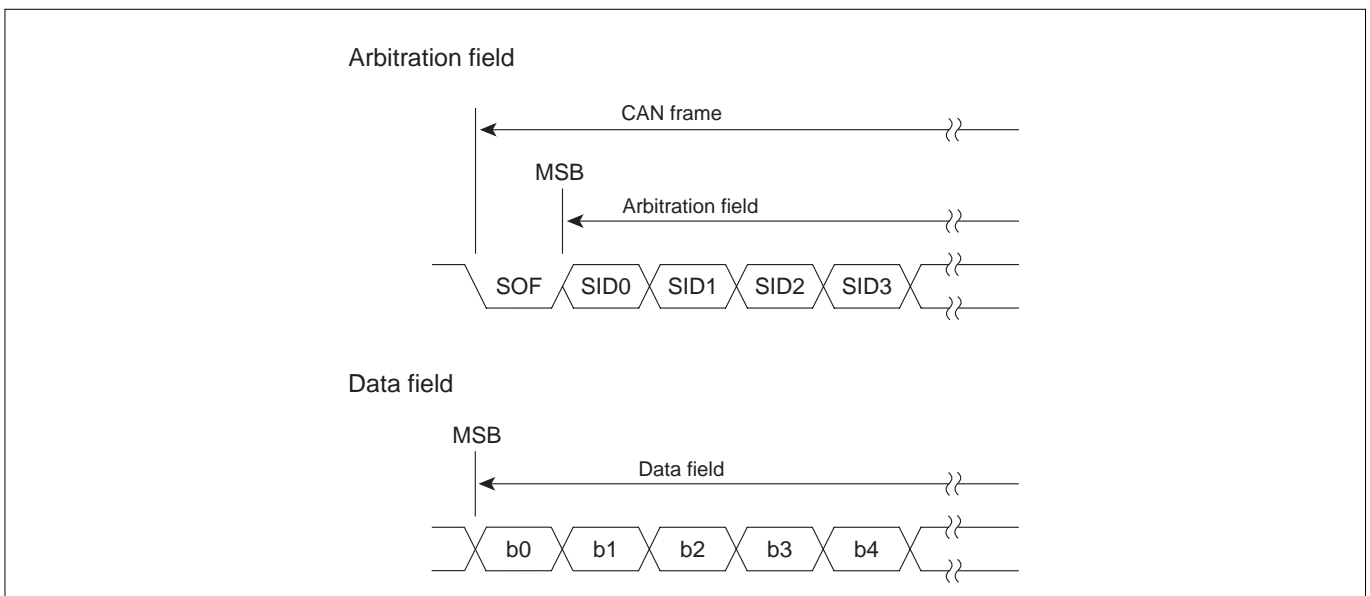 Arbitration field
CAN frame
MSB
Arbitration field
SOF SID0 SID1 SID2 SID3
Data field
MSB
Data field
b0 b1 b2 b3 b4